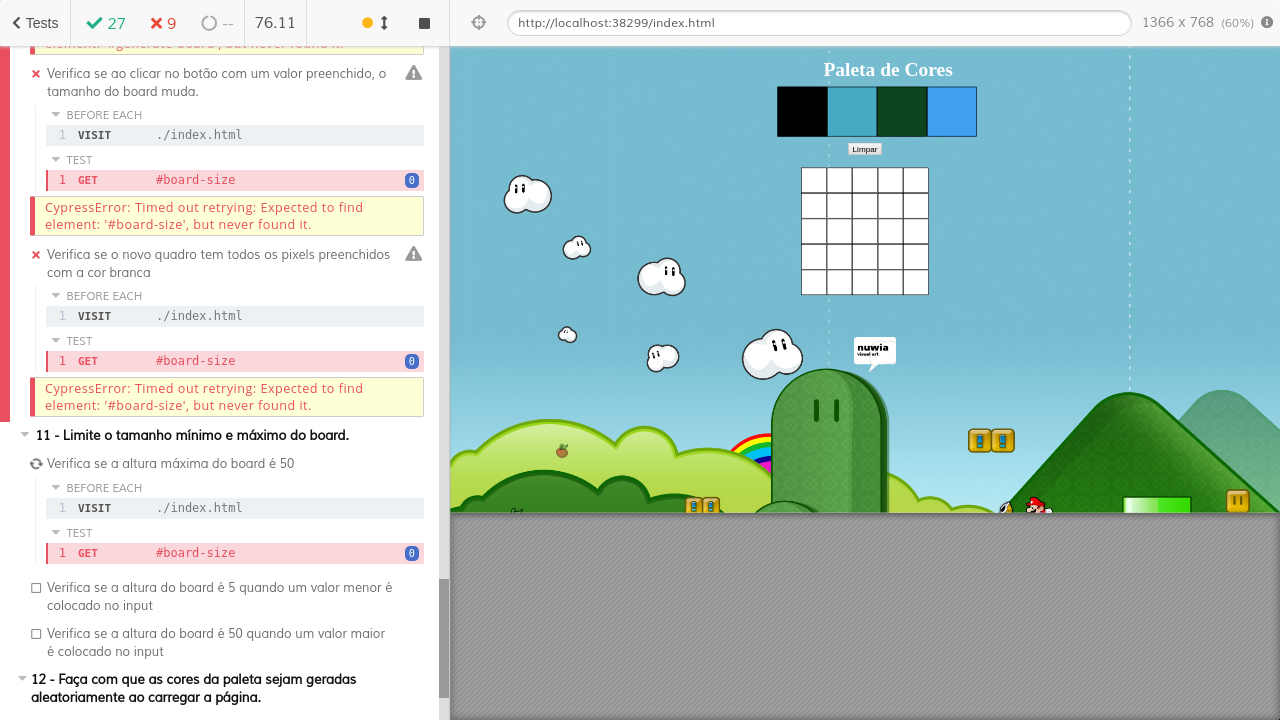 Tests
27
9
--
76.11
http://localhost:38299/index.html
1366 x 768 (60%)
element: '#generate-board', but never found it.
Verifica se ao clicar no botão com um valor preenchido, o
tamanho do board muda.
BEFORE EACH
1 VISIT ./index.html
TEST
1 GET #board-size 0
CypressError: Timed out retrying: Expected to find
element: '#board-size', but never found it.
Verifica se o novo quadro tem todos os pixels preenchidos
com a cor branca
BEFORE EACH
1 VISIT ./index.html
TEST
1 GET #board-size 0
CypressError: Timed out retrying: Expected to find
element: '#board-size', but never found it.
11 - Limite o tamanho mínimo e máximo do board.
Verifica se a altura máxima do board é 50
BEFORE EACH
1 VISIT ./index.html
TEST
1 GET #board-size 0
Verifica se a altura do board é 5 quando um valor menor é
colocado no input
Verifica se a altura do board é 50 quando um valor maior
é colocado no input
12 - Faça com que as cores da paleta sejam geradas
aleatoriamente ao carregar a página.
Paleta de Cores
Limpar
nuwia
visual art